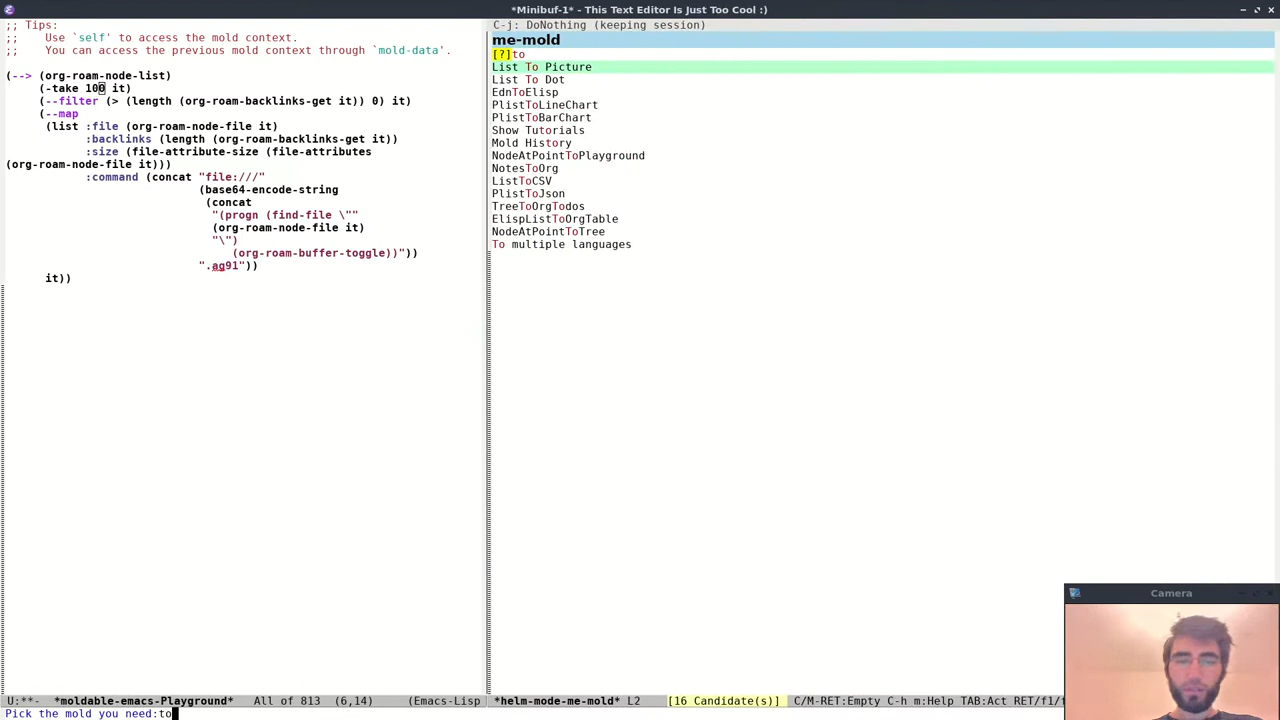 *Minibuf-1* - This Text Editor Is Just Too Cool :)
;; Tips:
;;    Use `self' to access the mold context.
;;    You can access the previous mold context through `mold-data'.
(--> (org-roam-node-list)
(-take 100 it)
(--filter (> (length (org-roam-backlinks-get it)) 0) it)
(--map
(list :file (org-roam-node-file it)
:backlinks (length (org-roam-backlinks-get it))
:size (file-attribute-size (file-attributes
(org-roam-node-file it)))
:command (concat "file:///"
(base64-encode-string
(concat
"(progn (find-file \""
(org-roam-node-file it)
"\")
(org-roam-buffer-toggle))"))
".ag91"))
it))
C-j: DoNothing (keeping session)
me-mold
[?]to
List To Picture
List To Dot
EdnToElisp
PlistToLineChart
PlistToBarChart
Show Tutorials
Mold History
NodeAtPointToPlayground
NotesToOrg
ListToCSV
PlistToJson
TreeToOrgTodos
ElispListToOrgTable
NodeAtPointToTree
To multiple languages
Camera
U:**-  *moldable-emacs-Playground*   All of 813  (6,14)     (Emacs-Lisp
*helm-mode-me-mold* L2   [16 Candidate(s)]  C/M-RET:Empty C-h m:Help TAB:Act RET/f1/f
Pick the mold you need:to